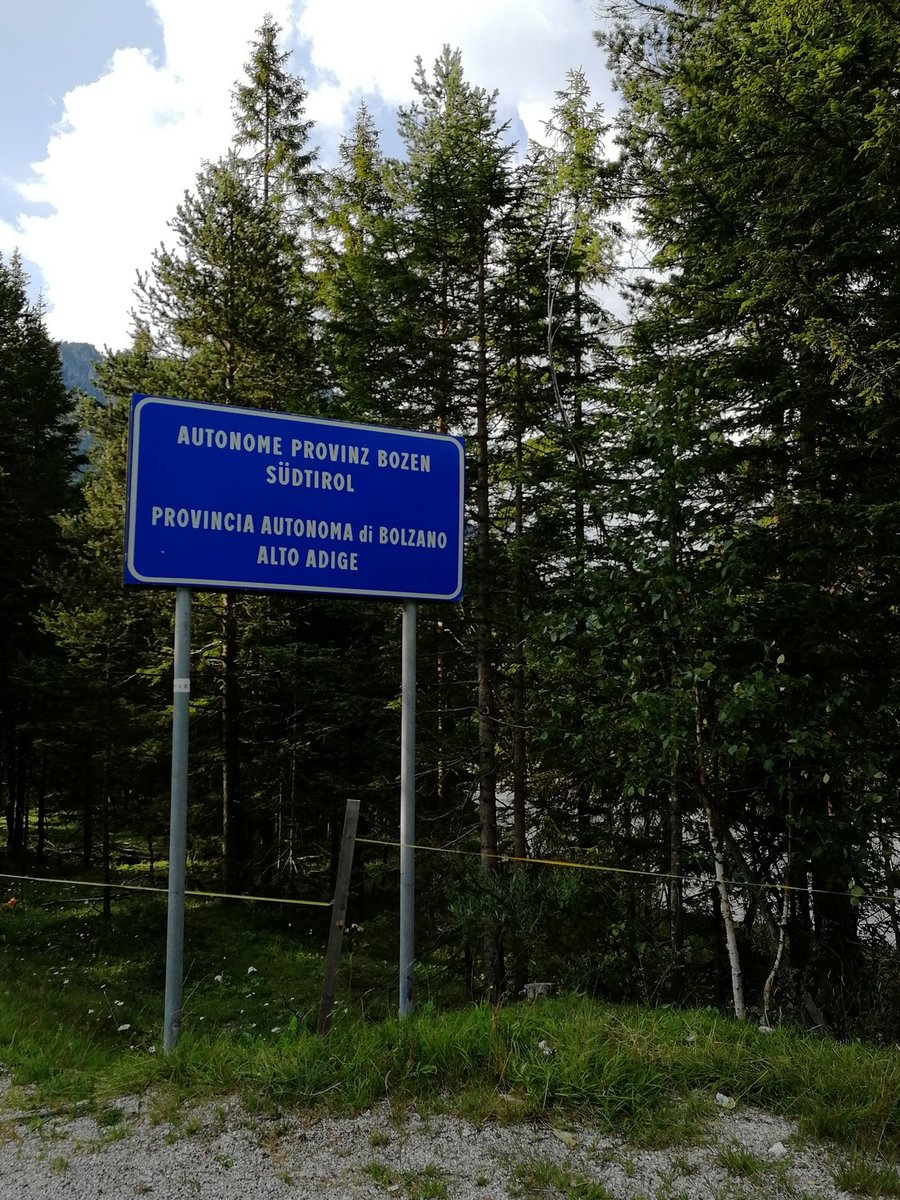 AUTONOME PROVINZ BOZEN
SÜDTIROL
PROVINCIA AUTONOMA di BOLZANO
ALTO ADIGE